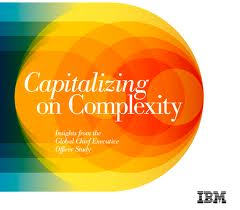 Capitalizing
on Complexity
Insights from the
Global Chief Executive
Officer Study
IBM